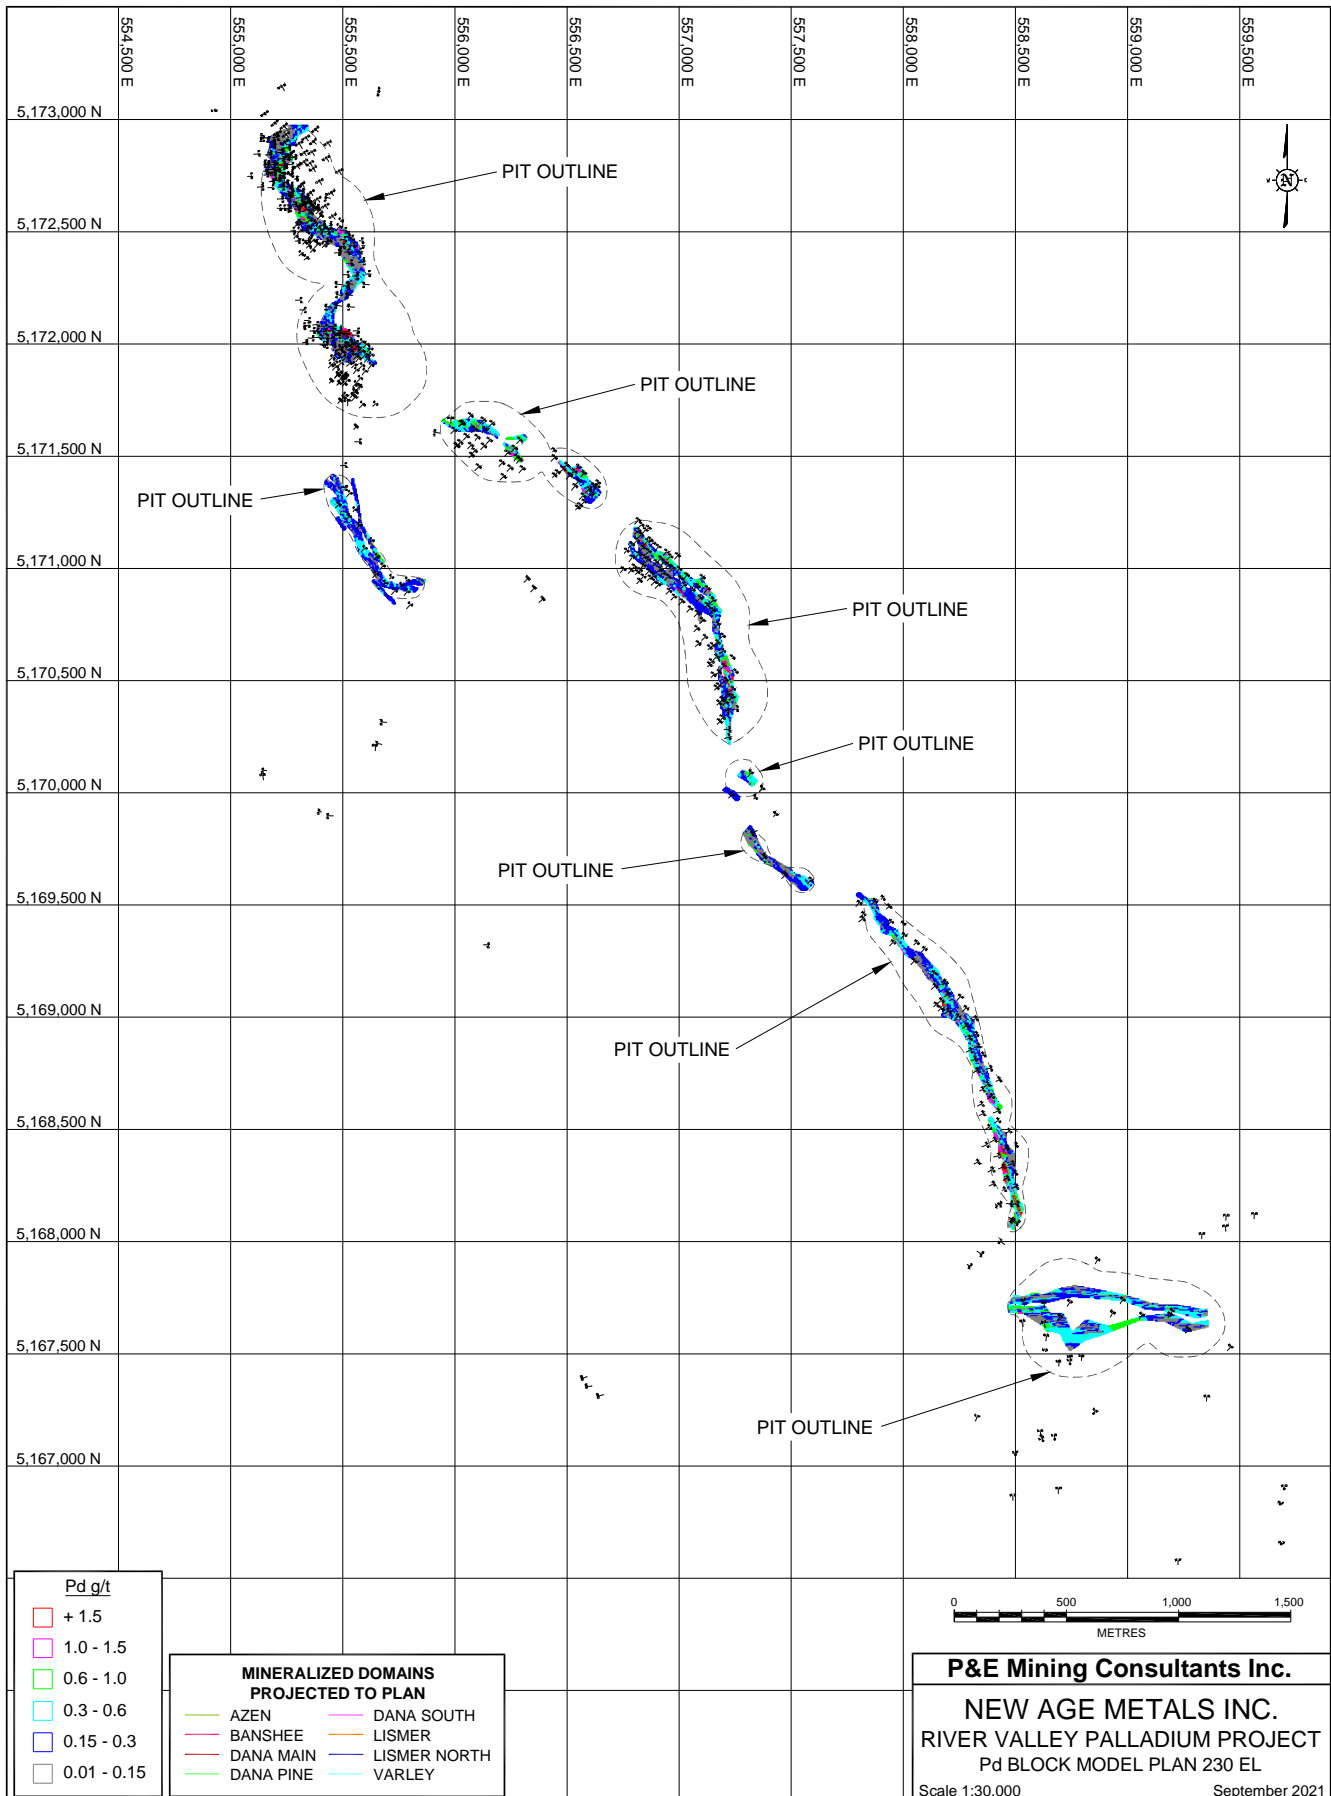 554,500 E
555,000 E
555,500 E
556,000 E
556,500 E
557,000 E
557,500 E
558,000 E
558,500 E
559,000 E
559,500 E
5,173,000 N
PIT OUTLINE
N
W
E
5,172,500 N
5,172,000 N
PIT OUTLINE
5,171,500 N
PIT OUTLINE
5,171,000 N
PIT OUTLINE
5,170,500 N
PIT OUTLINE
5,170,000 N
PIT OUTLINE
5,169,500 N
5,169,000 N
PIT OUTLINE
5,168,500 N
5,168,000 N
5,167,500 N
PIT OUTLINE
5,167,000 N
Pd g/t
+ 1.5
1.0 - 1.5
0.6 - 1.0
0.3 - 0.6
0.15 - 0.3
0.01 - 0.15
MINERALIZED DOMAINS
PROJECTED TO PLAN
AZEN
BANSHEE
DANA MAIN
DANA PINE
DANA SOUTH
LISMER
LISMER NORTH
VARLEY
0 500 1,000 1,500
METRES
P&E Mining Consultants Inc.
NEW AGE METALS INC.
RIVER VALLEY PALLADIUM PROJECT
Pd BLOCK MODEL PLAN 230 EL
Scale 1:30,000 September 2021